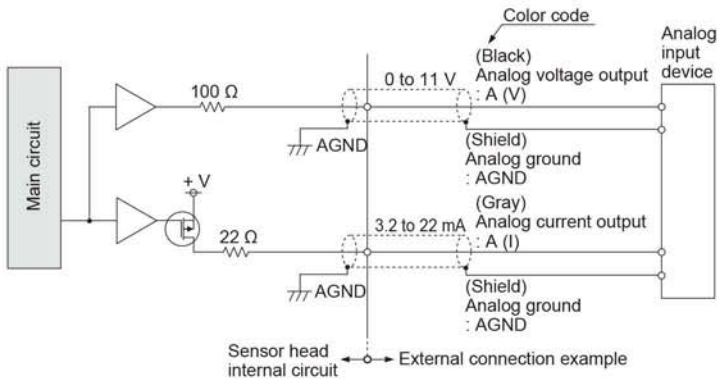 Color code
Main circuit
100 Ω
0 to 11 V
(Black)
Analog voltage output
: A (V)
Analog
input
device
AGND
(Shield)
Analog ground
: AGND
+ V
22 Ω
3.2 to 22 mA
(Gray)
Analog current output
: A (I)
AGND
(Shield)
Analog ground
: AGND
Sensor head
internal circuit
External connection example